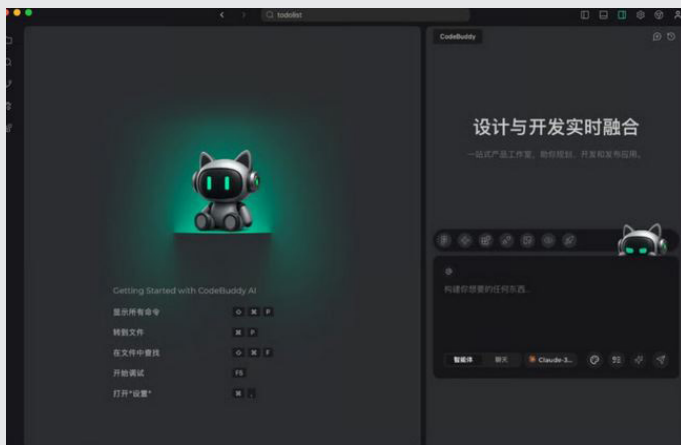 todolist
CodeBuddy
设计与开发实时融合
一站式产品工作室，助你规划、开发和发布应用。
构建你想要的任何东西...
智能体 聊天 Claude-3...
Getting Started with CodeBuddy AI
显示所有命令 ⇧ ⌘ P
转到文件 ⌘ P
在文件中查找 ⇧ ⌘ F
开始调试 F5
打开"设置" ⌘ ,